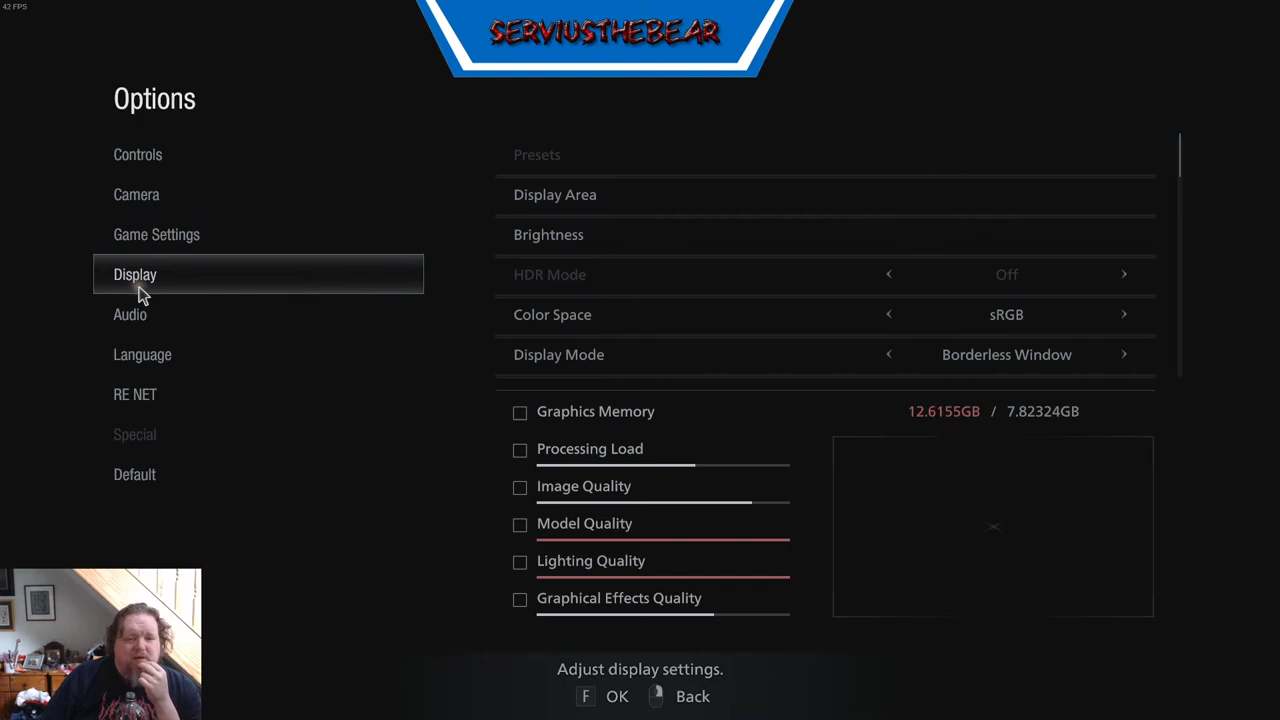 42 FPS
SERVIUSTHEBEAR
Options
Controls
Camera
Game Settings
Display
Audio
Language
RE NET
Special
Default
Presets
Display Area
Brightness
HDR Mode Off
Color Space sRGB
Display Mode Borderless Window
Graphics Memory 12.6155GB / 7.82324GB
Processing Load
Image Quality
Model Quality
Lighting Quality
Graphical Effects Quality
Adjust display settings.
F OK Back